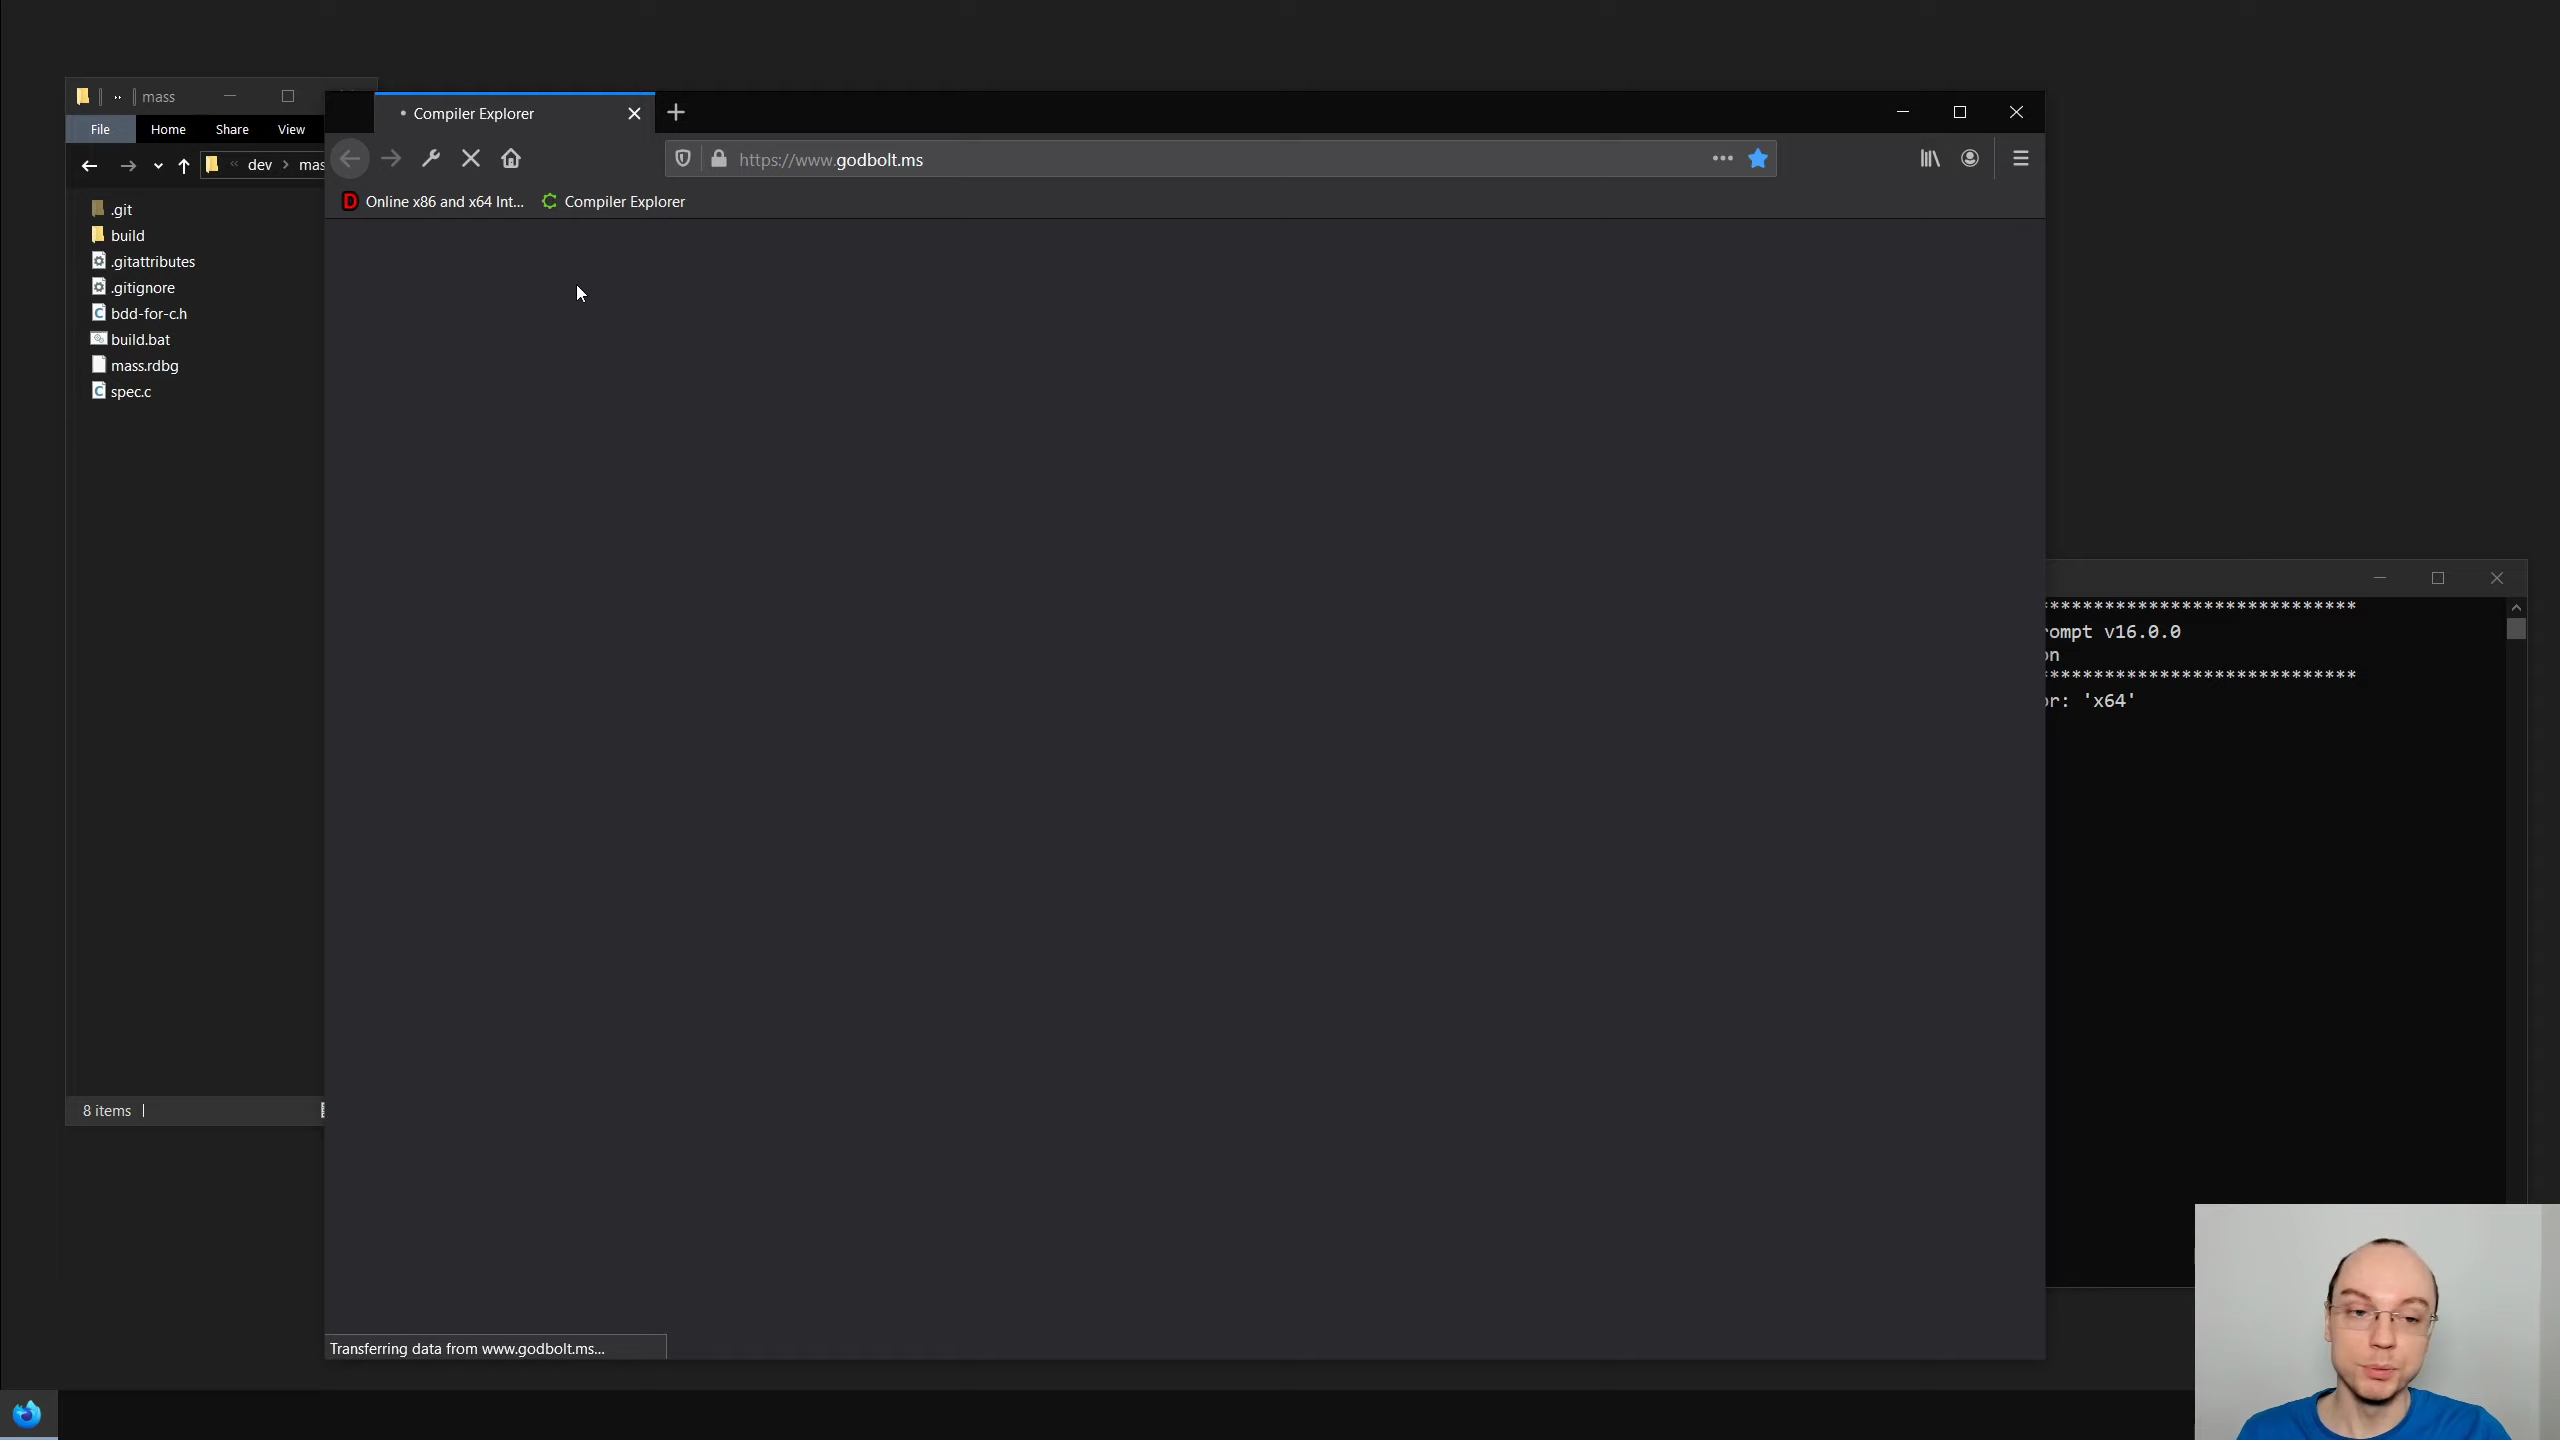 mass
File Home Share View
dev > mas
.git
build
.gitattributes
.gitignore
bdd-for-c.h
build.bat
mass.rdbg
spec.c
8 items
Compiler Explorer
https://www.godbolt.ms
Online x86 and x64 Int...
Compiler Explorer
Transferring data from www.godbolt.ms...
*****************************
ompt v16.0.0
on
*****************************
or: 'x64'